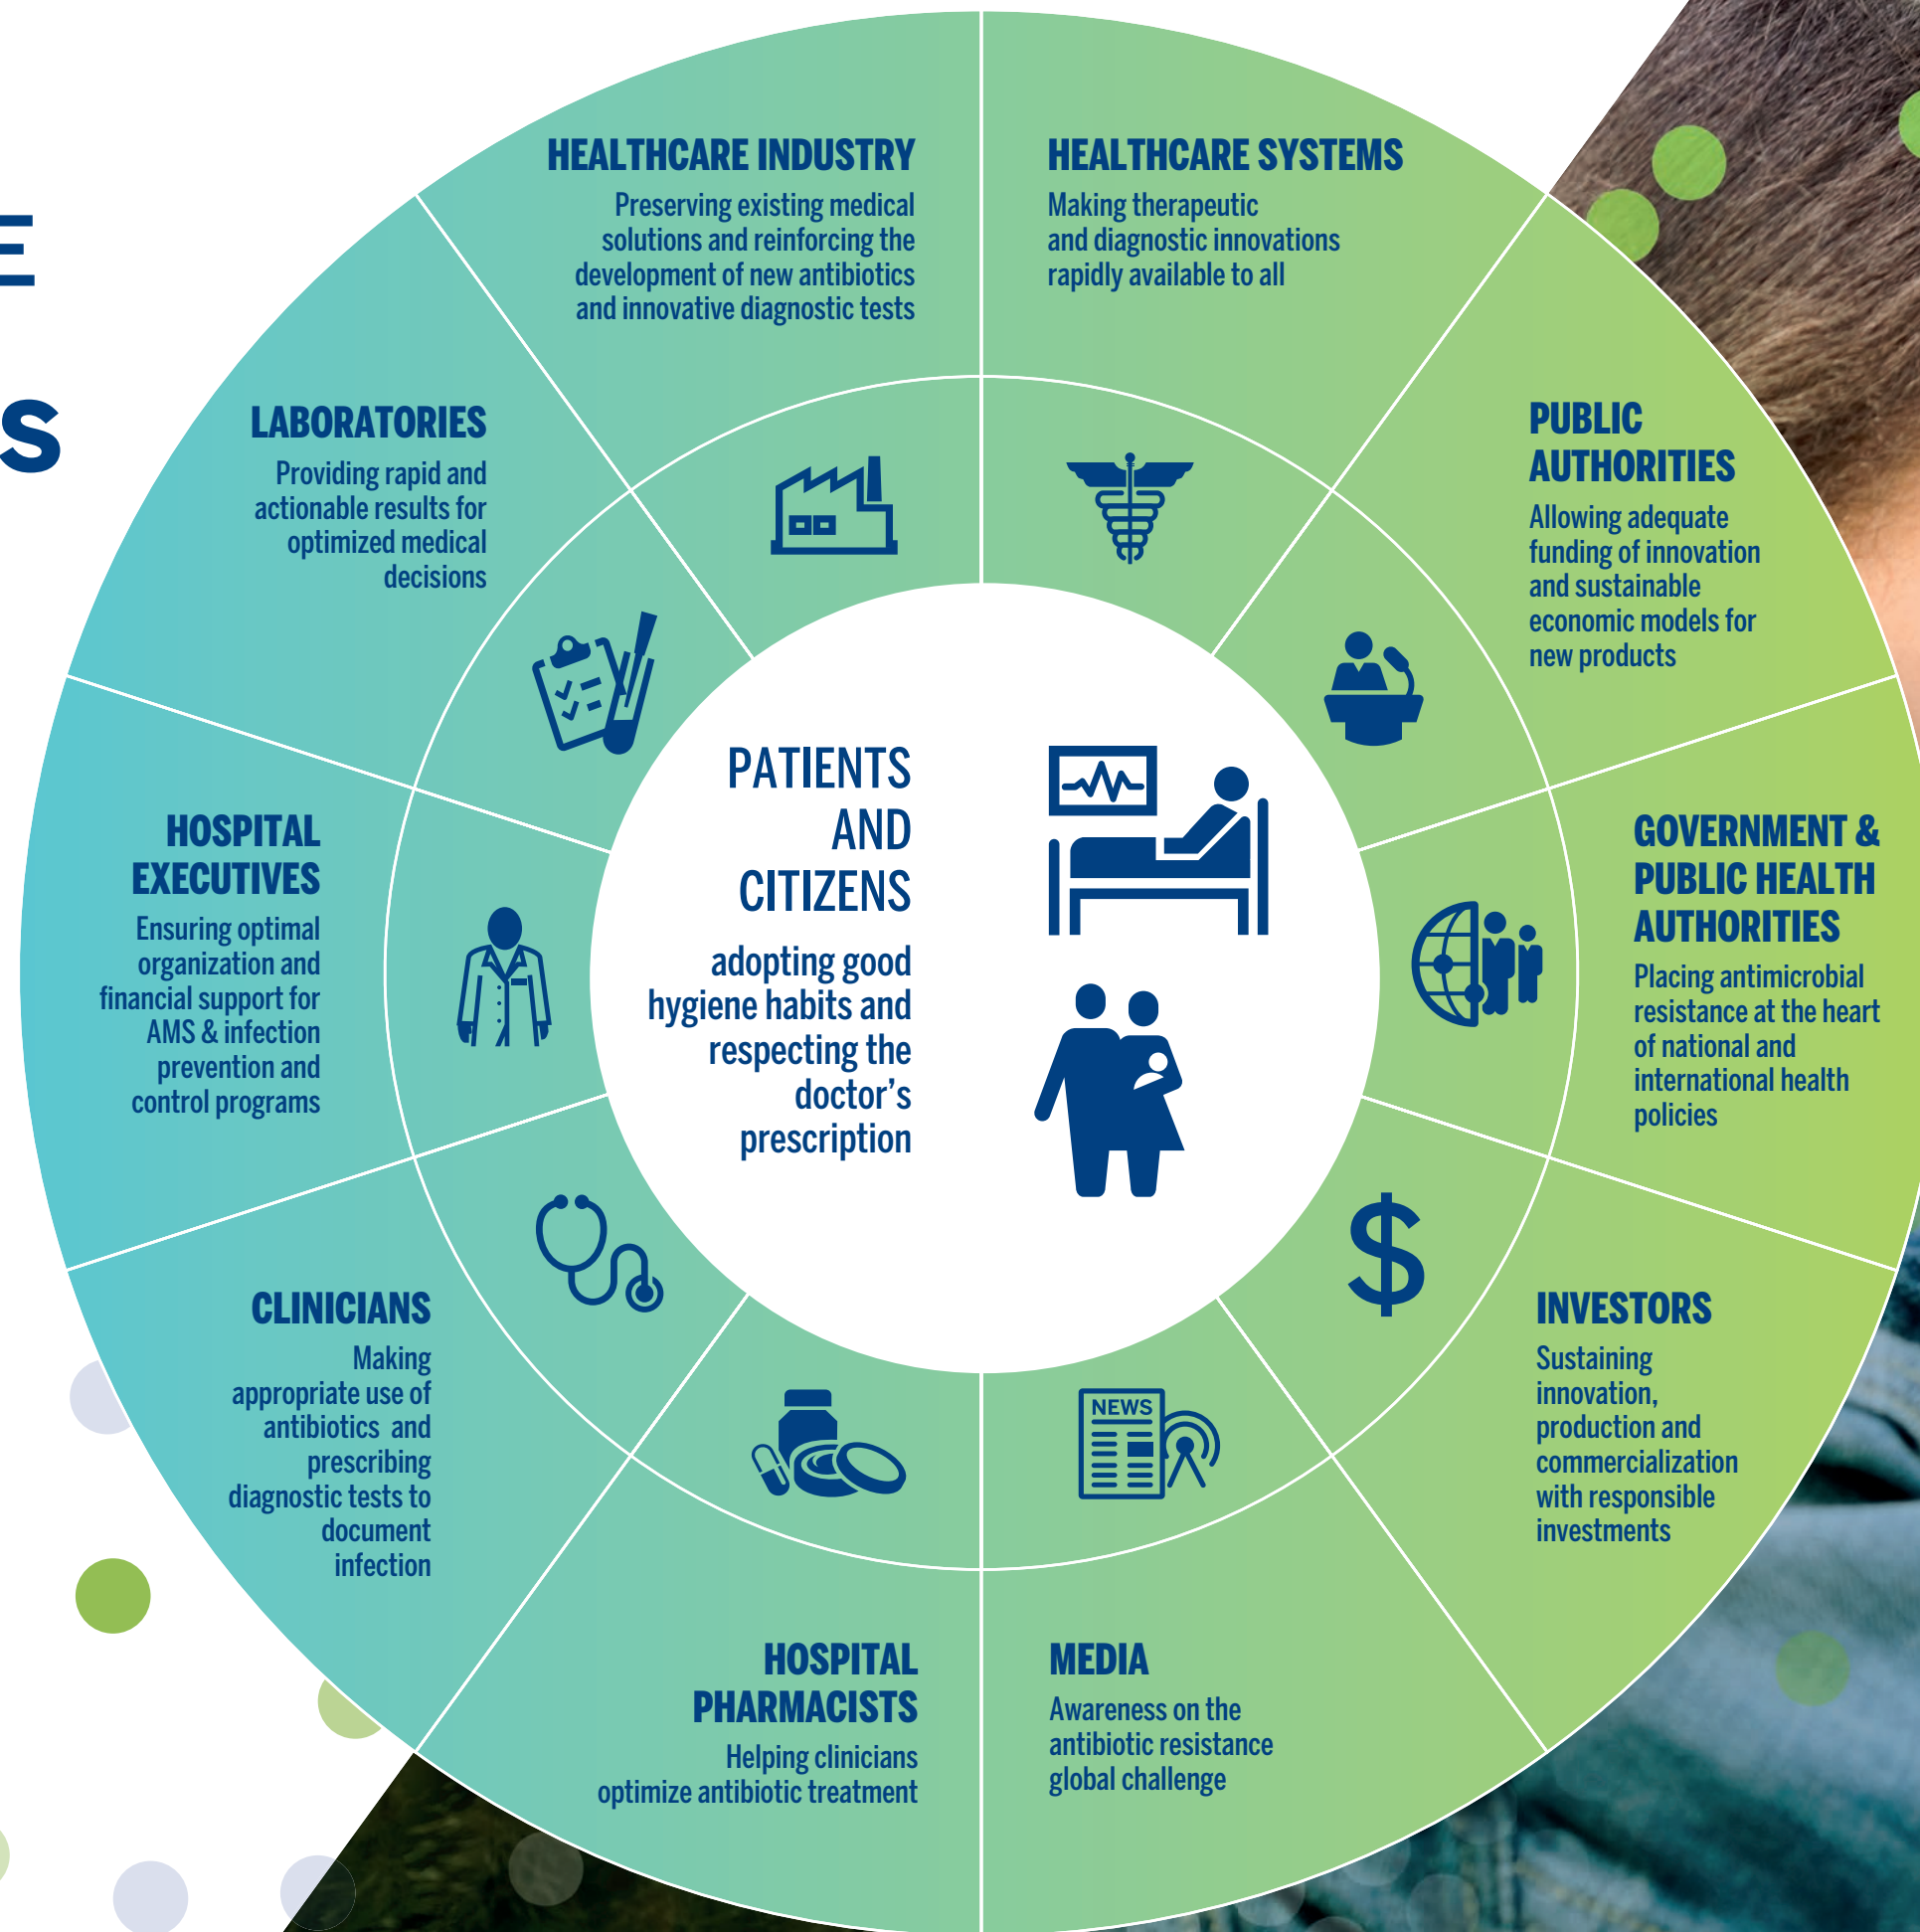 E
S
HEALTHCARE INDUSTRY
Preserving existing medical
solutions and reinforcing the
development of new antibiotics
and innovative diagnostic tests
HEALTHCARE SYSTEMS
Making therapeutic
and diagnostic innovations
rapidly available to all
PUBLIC
AUTHORITIES
Allowing adequate
funding of innovation
and sustainable
economic models for
new products
GOVERNMENT &
PUBLIC HEALTH
AUTHORITIES
Placing antimicrobial
resistance at the heart
of national and
international health
policies
INVESTORS
Sustaining
innovation,
production and
commercialization
with responsible
investments
MEDIA
Awareness on the
antibiotic resistance
global challenge
NEWS
HOSPITAL
PHARMACISTS
Helping clinicians
optimize antibiotic treatment
CLINICIANS
Making
appropriate use of
antibiotics and
prescribing
diagnostic tests to
document
infection
HOSPITAL
EXECUTIVES
Ensuring optimal
organization and
financial support for
AMS & infection
prevention and
control programs
LABORATORIES
Providing rapid and
actionable results for
optimized medical
decisions
PATIENTS
AND
CITIZENS
adopting good
hygiene habits and
respecting the
doctor's
prescription